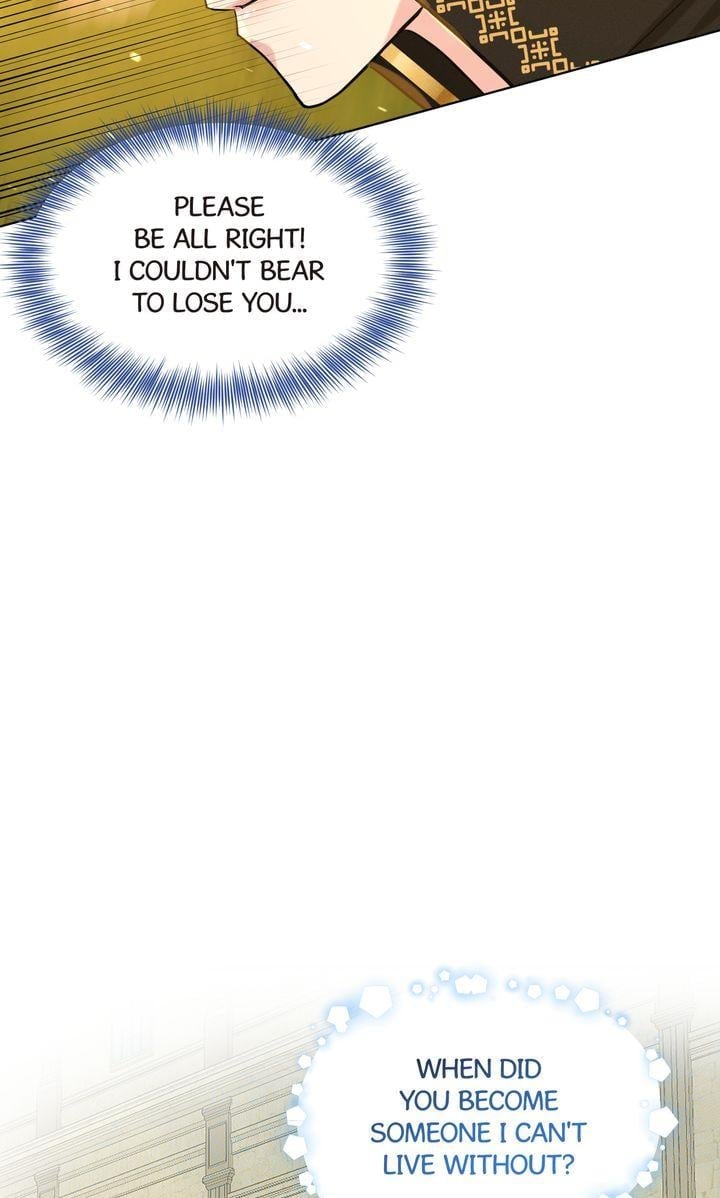 PLEASE
BE ALL RIGHT!
I COULDN'T BEAR
TO LOSE YOU...
WHEN DID
YOU BECOME
SOMEONE I CAN'T
LIVE WITHOUT?